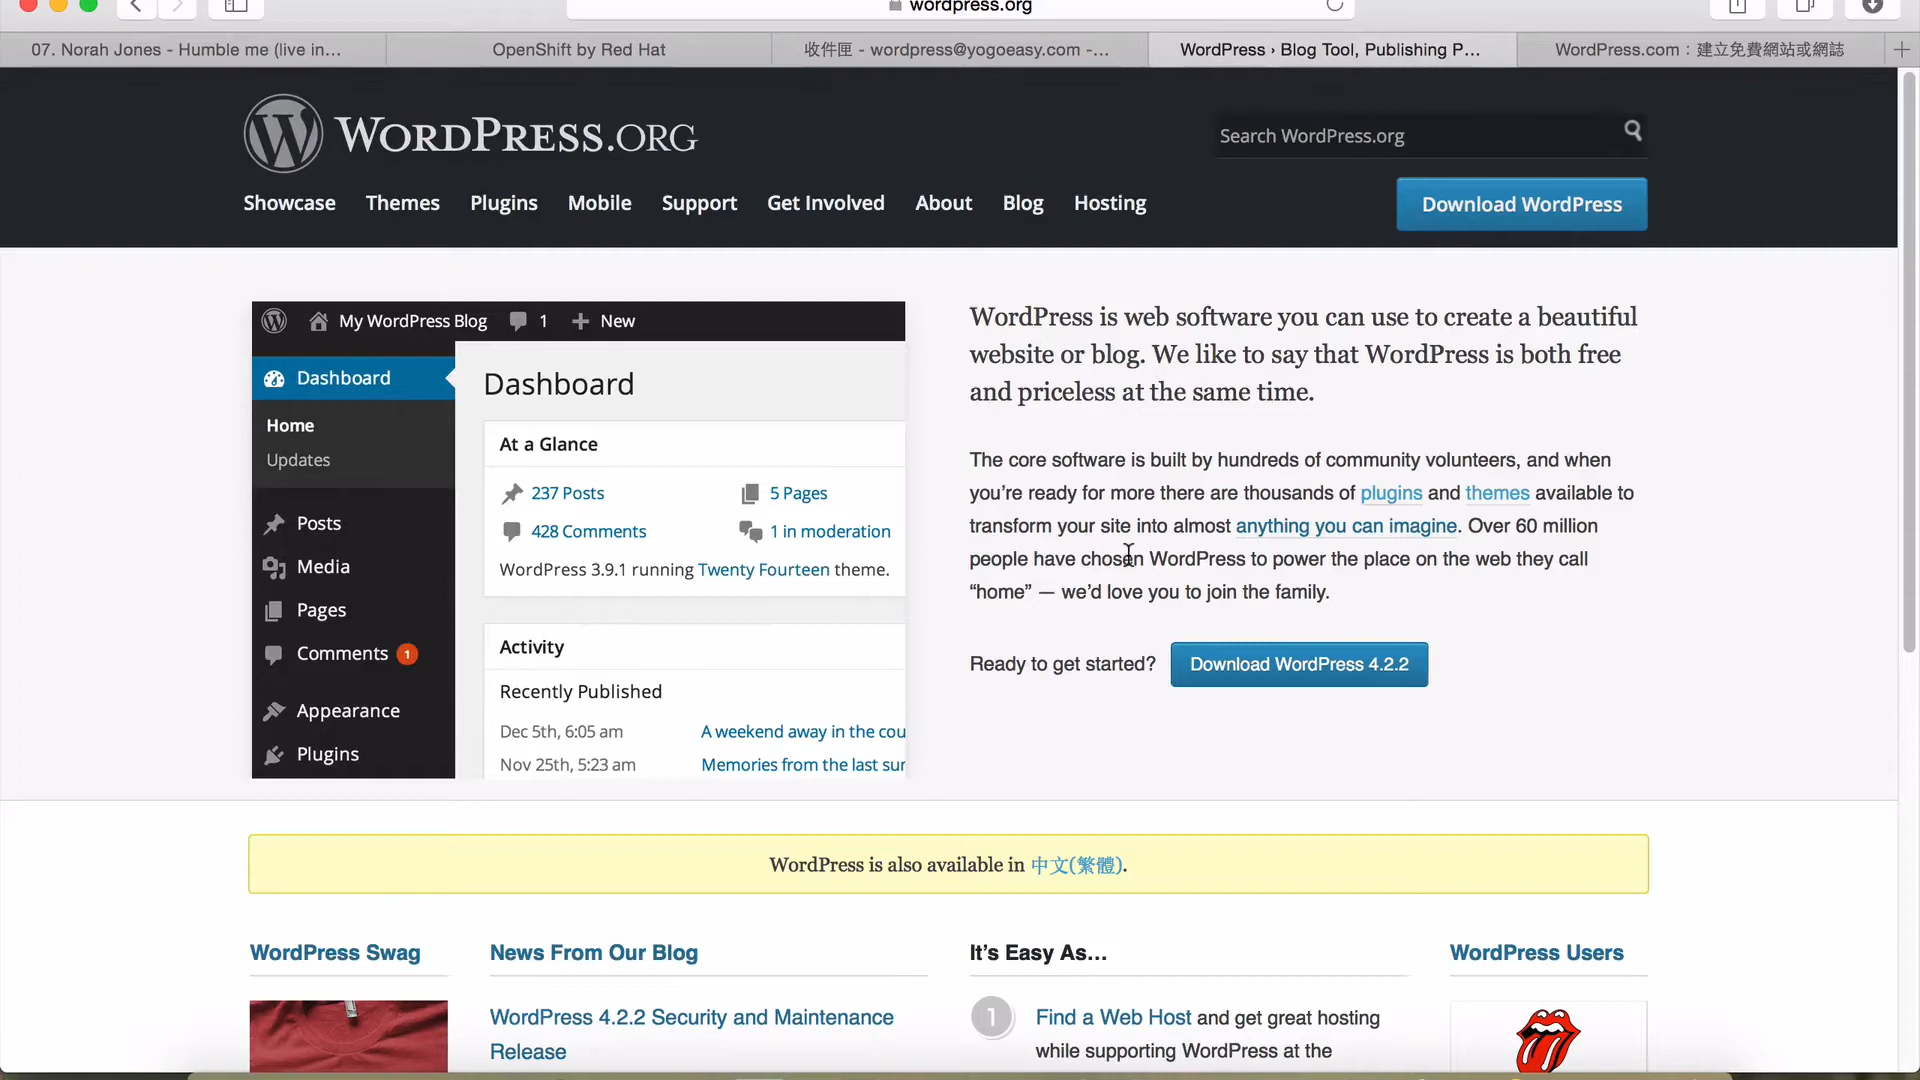 wordpress.org
07. Norah Jones - Humble me (live in...
OpenShift by Red Hat
收件匣 - wordpress@yogoeasy.com -...
WordPress › Blog Tool, Publishing P...
WordPress.com：建立免費網站或網誌
WORDPRESS.ORG
Search WordPress.org
Showcase Themes Plugins Mobile Support Get Involved About Blog Hosting
Download WordPress
My WordPress Blog 1 New
Dashboard
Home
Updates
Posts
Media
Pages
Comments 1
Appearance
Plugins
Dashboard
At a Glance
237 Posts 5 Pages
428 Comments 1 in moderation
WordPress 3.9.1 running Twenty Fourteen theme.
Activity
Recently Published
Dec 5th, 6:05 am A weekend away in the cou
Nov 25th, 5:23 am Memories from the last sur
WordPress is web software you can use to create a beautiful
website or blog. We like to say that WordPress is both free
and priceless at the same time.
The core software is built by hundreds of community volunteers, and when
you’re ready for more there are thousands of plugins and themes available to
transform your site into almost anything you can imagine. Over 60 million
people have chosen WordPress to power the place on the web they call
“home” — we’d love you to join the family.
Ready to get started? Download WordPress 4.2.2
WordPress is also available in 中文(繁體).
WordPress Swag
News From Our Blog
WordPress 4.2.2 Security and Maintenance
Release
It’s Easy As...
1 Find a Web Host and get great hosting
while supporting WordPress at the
WordPress Users